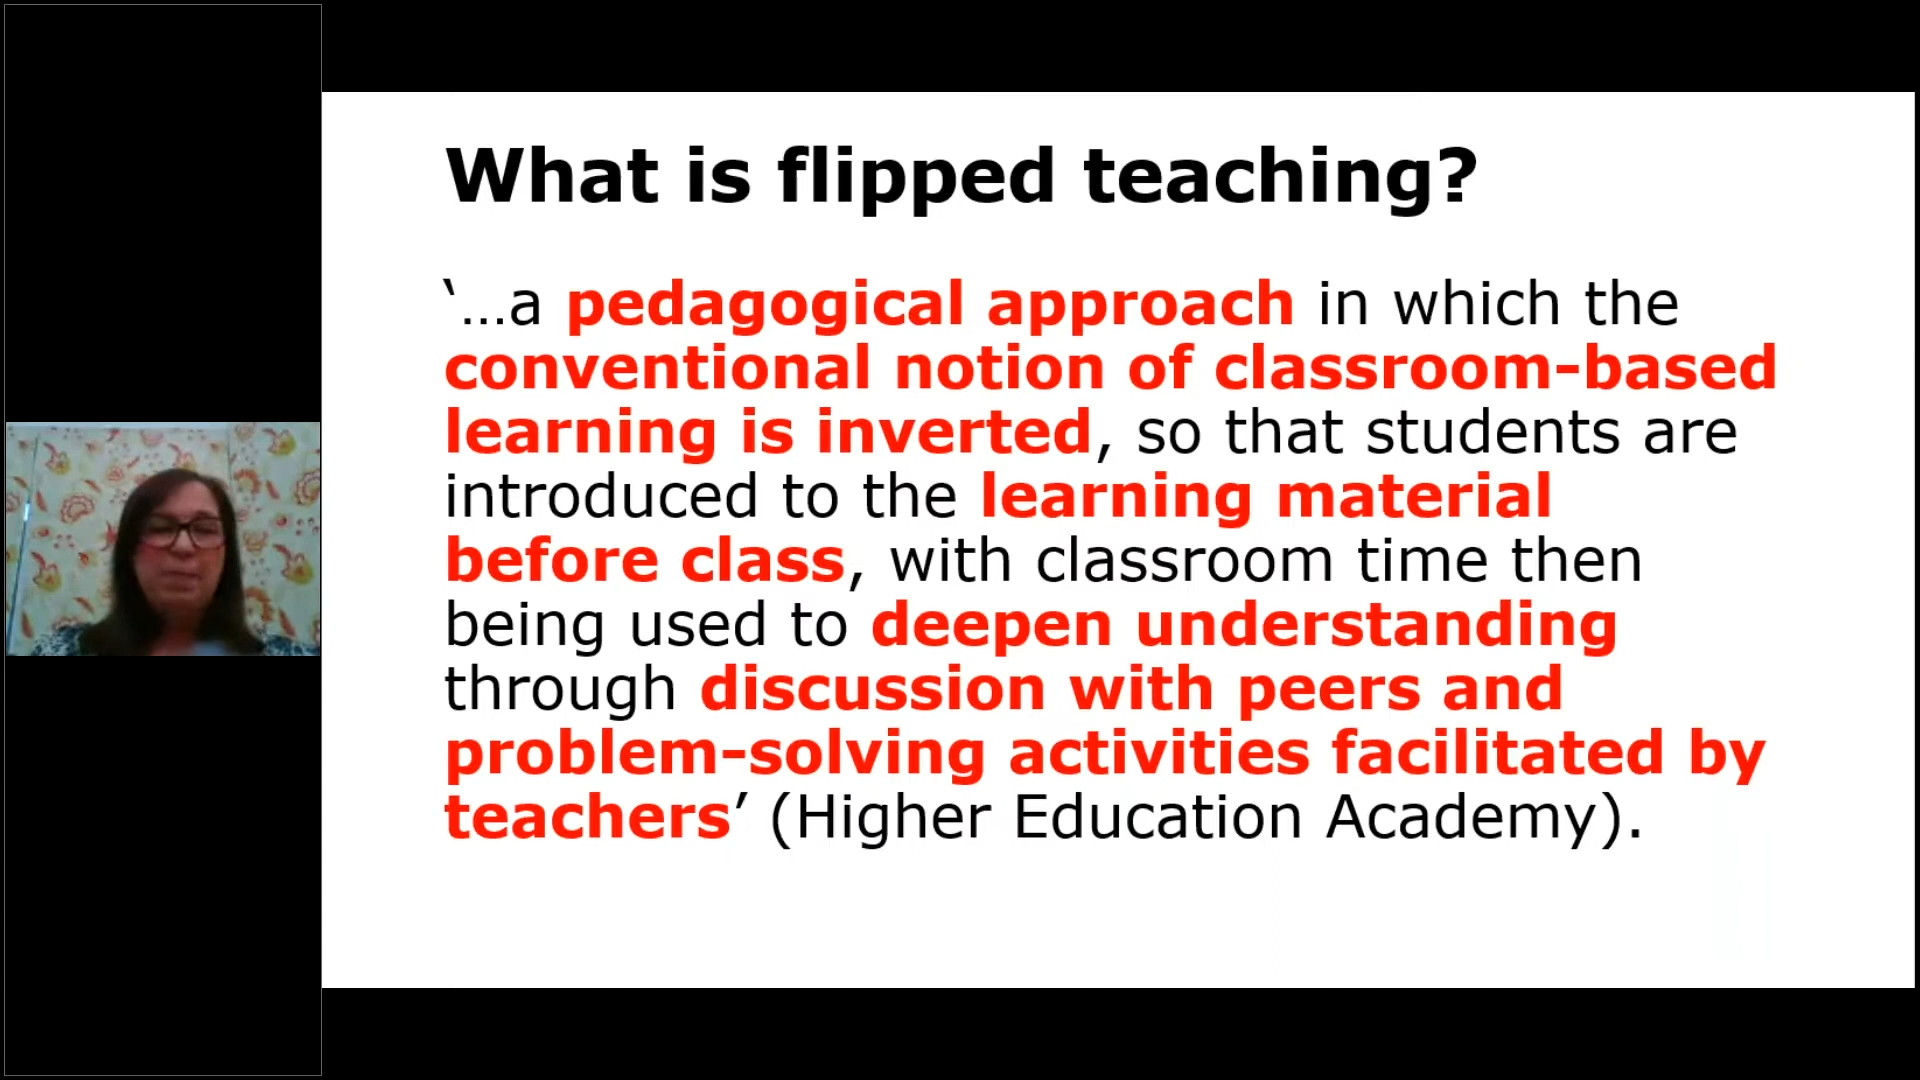 What is flipped teaching?
‘…a pedagogical approach in which the
conventional notion of classroom-based
learning is inverted, so that students are
introduced to the learning material
before class, with classroom time then
being used to deepen understanding
through discussion with peers and
problem-solving activities facilitated by
teachers’ (Higher Education Academy).